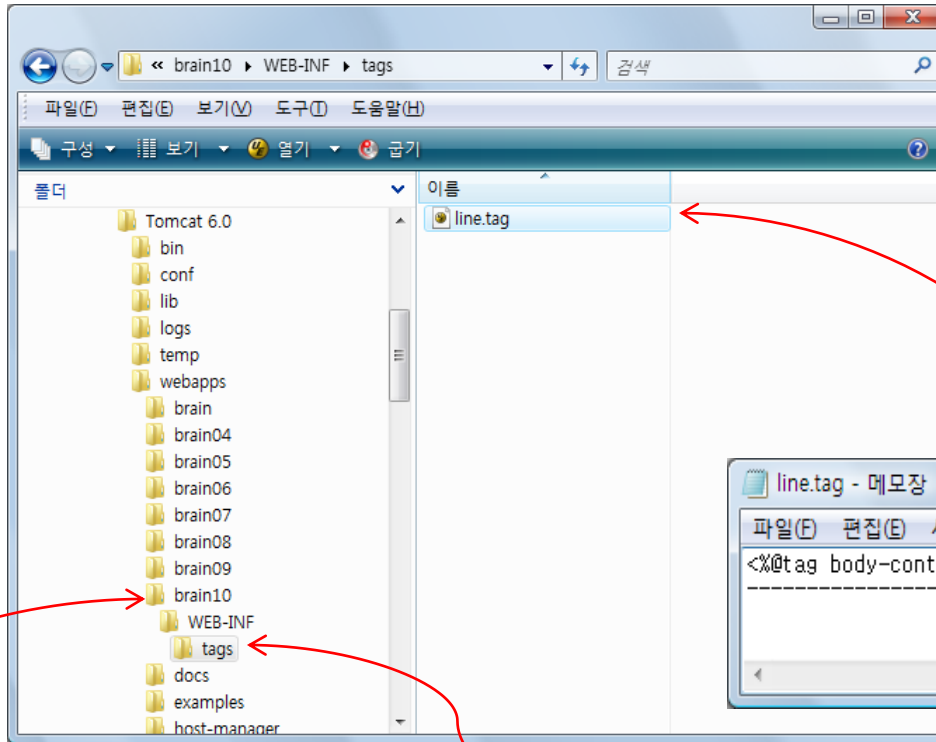 « brain10 ▸ WEB-INF ▸ tags
검색
파일(F) 편집(E) 보기(V) 도구(T) 도움말(H)
구성 보기 열기 굽기
폴더
이름
Tomcat 6.0
bin
conf
lib
logs
temp
webapps
brain
brain04
brain05
brain06
brain07
brain08
brain09
brain10
WEB-INF
tags
docs
examples
host-manager
line.tag
line.tag - 메모장
파일(F) 편집(E)
<%@tag body-cont
-----------------